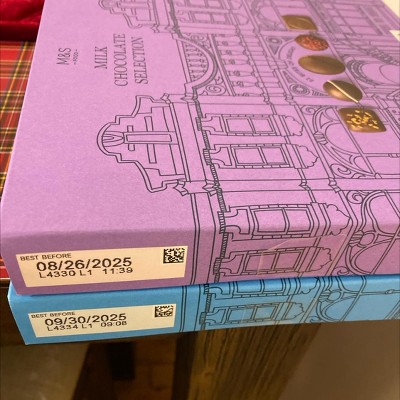 M&S
FOOD
MILK
CHOCOLATE
SELECTION
BEST BEFORE
08/26/2025
L4330 L1 11:39
BEST BEFORE
09/30/2025
L4334 L1 09:08